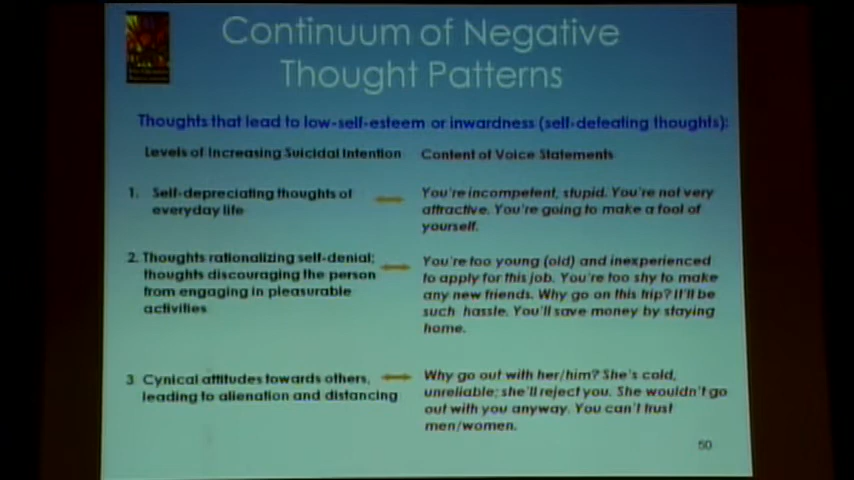 Continuum of Negative
Thought Patterns
Thoughts that lead to low-self-esteem or inwardness (self-defeating thoughts):
Levels of Increasing Suicidal Intention
Content of Voice Statements
1. Self-depreciating thoughts of
everyday life
You're incompetent, stupid. You're not very
attractive. You're going to make a fool of
yourself.
2. Thoughts rationalizing self-denial;
thoughts discouraging the person
from engaging in pleasurable
activities
You're too young (old) and inexperienced
to apply for this job. You're too shy to make
any new friends. Why go on this trip? It'll be
such hassle. You'll save money by staying
home.
3 Cynical attitudes towards others,
leading to alienation and distancing
Why go out with her/him? She's cold,
unreliable; she'll reject you. She wouldn't go
out with you anyway. You can't trust
men/women.
50